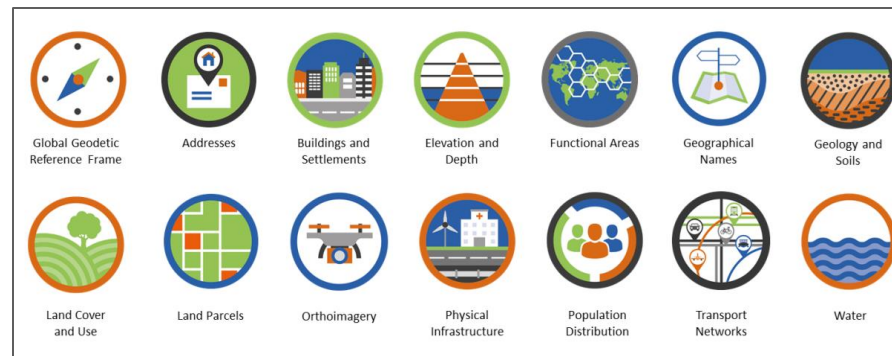 Global Geodetic
Reference Frame
Addresses
Buildings and
Settlements
Elevation and
Depth
Functional Areas
Geographical
Names
Geology and
Soils
Land Cover
and Use
Land Parcels
Orthoimagery
Physical
Infrastructure
Population
Distribution
Transport
Networks
Water